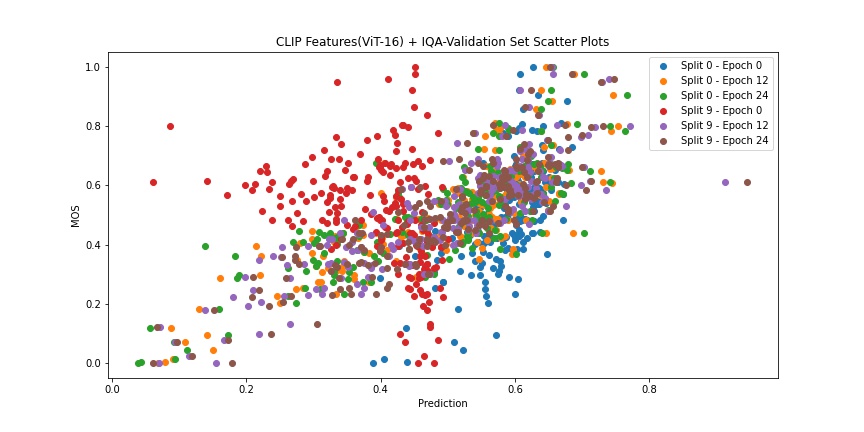 CLIP Features(ViT-16) + IQA-Validation Set Scatter Plots
MOS
1.0
0.8
0.6
0.4
0.2
0.0
0.0
0.2
0.4
0.6
0.8
Prediction
Split 0 - Epoch 0
Split 0 - Epoch 12
Split 0 - Epoch 24
Split 9 - Epoch 0
Split 9 - Epoch 12
Split 9 - Epoch 24